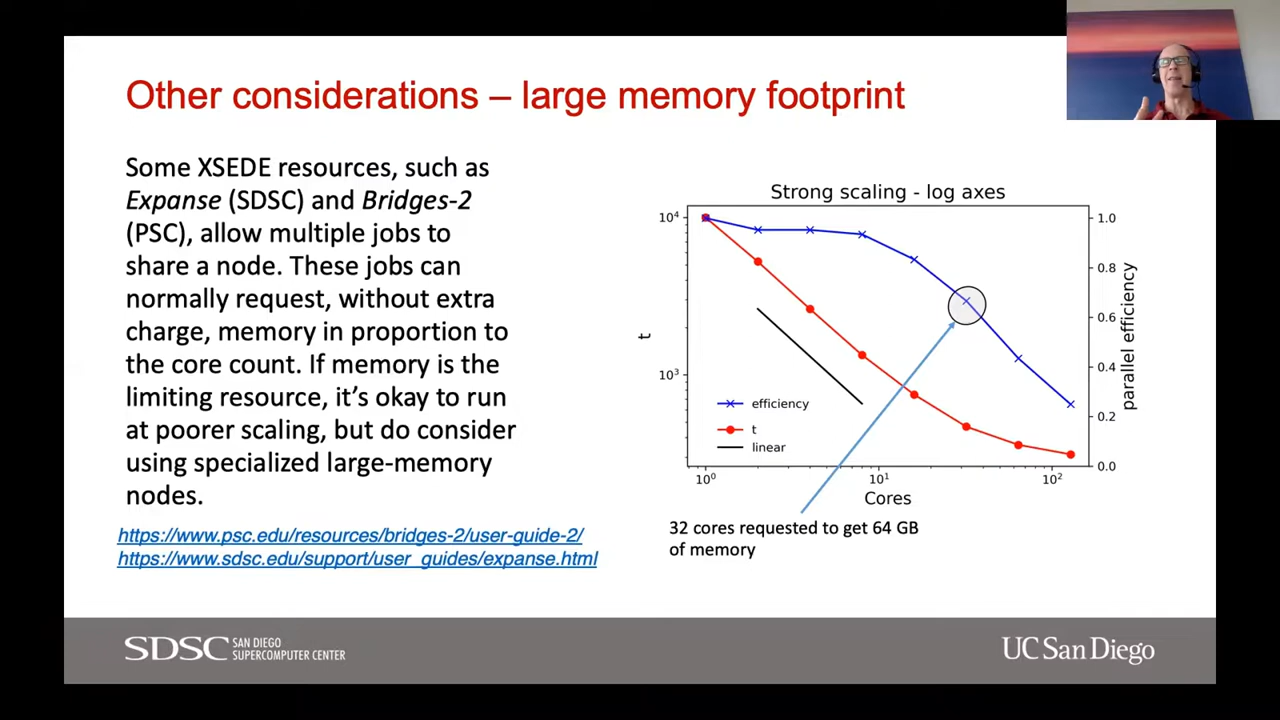 Other considerations – large memory footprint
Some XSEDE resources, such as
Expanse (SDSC) and Bridges-2
(PSC), allow multiple jobs to
share a node. These jobs can
normally request, without extra
charge, memory in proportion to
the core count. If memory is the
limiting resource, it's okay to run
at poorer scaling, but do consider
using specialized large-memory
nodes.
https://www.psc.edu/resources/bridges-2/user-guide-2/
https://www.sdsc.edu/support/user_guides/expanse.html
Strong scaling - log axes
10⁴
10³
t
1.0
0.8
0.6
0.4
0.2
0.0
parallel efficiency
efficiency
t
linear
10⁰
10¹
10²
Cores
32 cores requested to get 64 GB
of memory
SDSC SAN DIEGO
SUPERCOMPUTER CENTER
UC San Diego